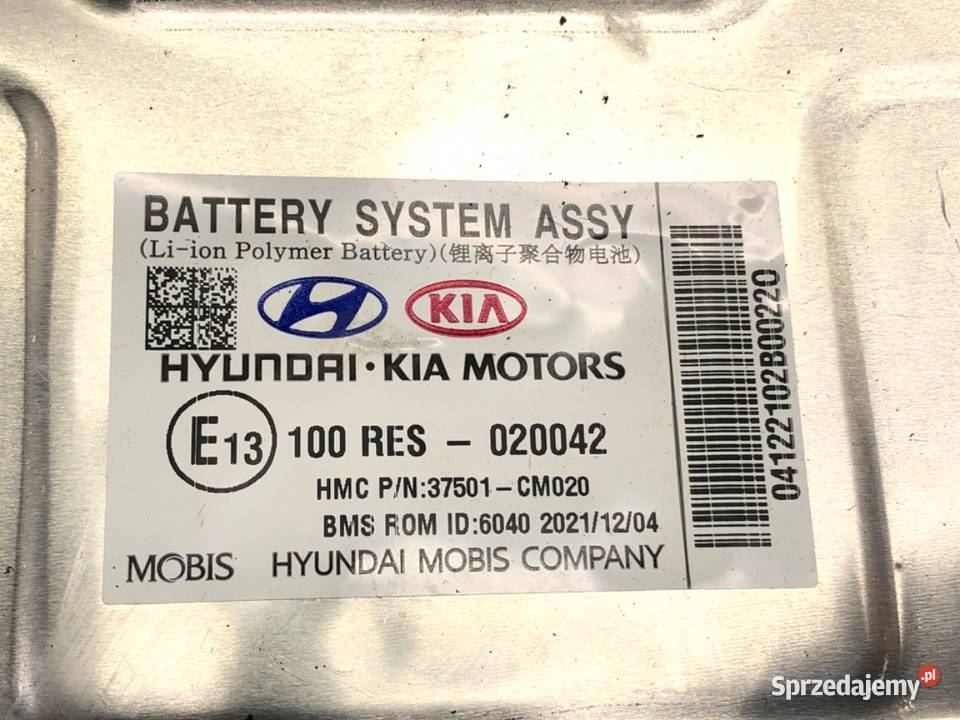 BATTERY SYSTEM ASSY
(Li-ion Polymer Battery)(锂离子聚合物电池)
KIA
HYUNDAI·KIA MOTORS
E13 100 RES - 020042
HMC P/N:37501-CM020
BMS ROM ID:6040 2021/12/04
MOBIS HYUNDAI MOBIS COMPANY
04122102B00220
Sprzedajemy.pl